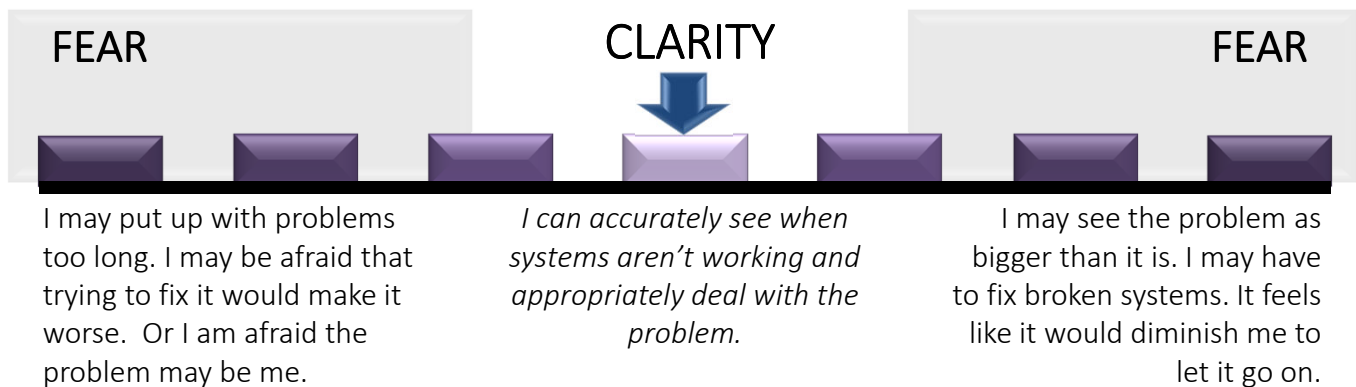 FEAR
CLARITY
FEAR
I may put up with problems
too long. I may be afraid that
trying to fix it would make it
worse.  Or I am afraid the
problem may be me.
I can accurately see when
systems aren’t working and
appropriately deal with the
problem.
I may see the problem as
bigger than it is. I may have
to fix broken systems. It feels
like it would diminish me to
let it go on.